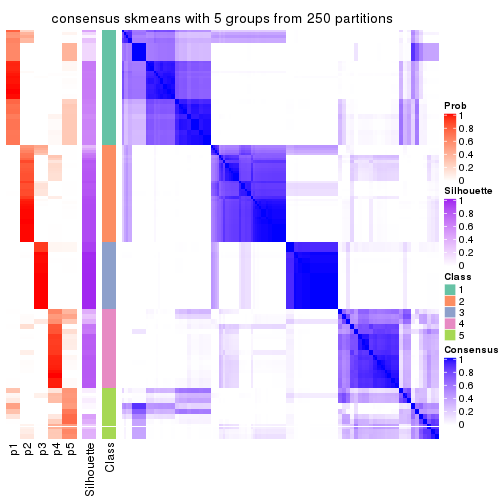 consensus skmeans with 5 groups from 250 partitions
Prob
1
0.8
0.6
0.4
0.2
0
Silhouette
1
0.8
0.6
0.4
0.2
0
Class
1
2
3
4
5
Consensus
1
0.8
0.6
0.4
0.2
0
p1
p2
p3
p4
p5
Silhouette
Class